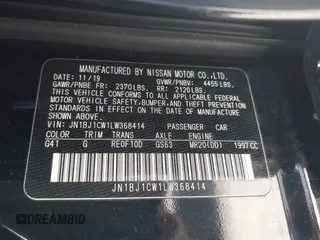 MANUFACTURED BY NISSAN MOTOR CO.,LTD.
DATE: 11/19 GVWR/PNBV: 4455 LBS
GAWR/PNBE FR: 2370LBS RR: 2120LBS
THIS VEHICLE CONFORMS TO ALL APPLICABLE
FEDERAL MOTOR VEHICLE SAFETY,BUMPER,AND THEFT
PREVENTION STANDARDS IN EFFECT ON THE DATE OF
MANUFACTURE SHOWN ABOVE.
VIN: JN1BJ1CW1LW368414 PASSENGER CAR
COLOR TRIM TRANS AXLE ENGINE
G41 G RE0F10D GS63 MR20(DD) 1997CC
JN1BJ1CW1LW368414
DREAMBID